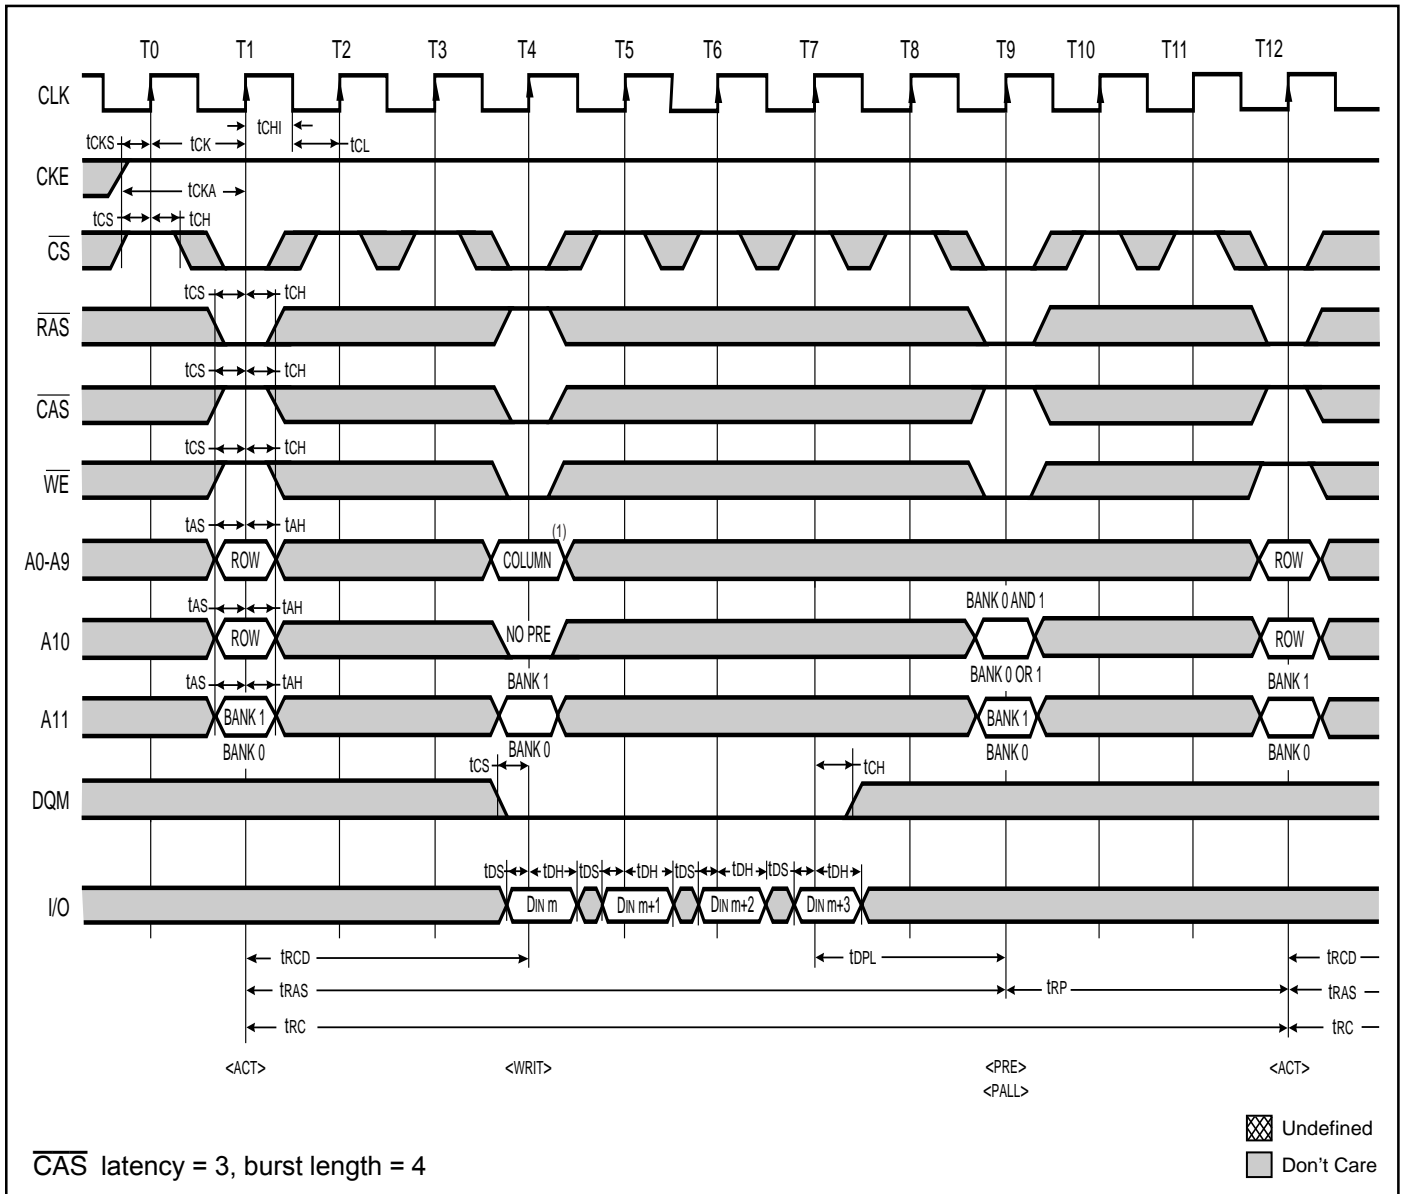 T0 T1 T2 T3 T4 T5 T6 T7 T8 T9 T10 T11 T12
CLK
tCHI
tCKS tCK tCL
CKE
tCKA
tCS tCH
CS
tCS tCH
RAS
tCS tCH
CAS
tCS tCH
WE
tAS tAH (1)
A0-A9 ROW COLUMN ROW
tAS tAH BANK 0 AND 1
A10 ROW NO PRE ROW
tAS tAH BANK 1 BANK 0 OR 1 BANK 1
A11 BANK 1 BANK 1
BANK 0 BANK 0 BANK 0 BANK 0
tCS tCH
DQM
tDS tDH tDS tDH tDS tDH tDS tDH
I/O DIN m DIN m+1 DIN m+2 DIN m+3
tRCD tDPL tRCD
tRAS tRP tRAS
tRC tRC
<ACT> <WRIT> <PRE> <ACT>
<PALL>
Undefined
CAS latency = 3, burst length = 4 Don't Care